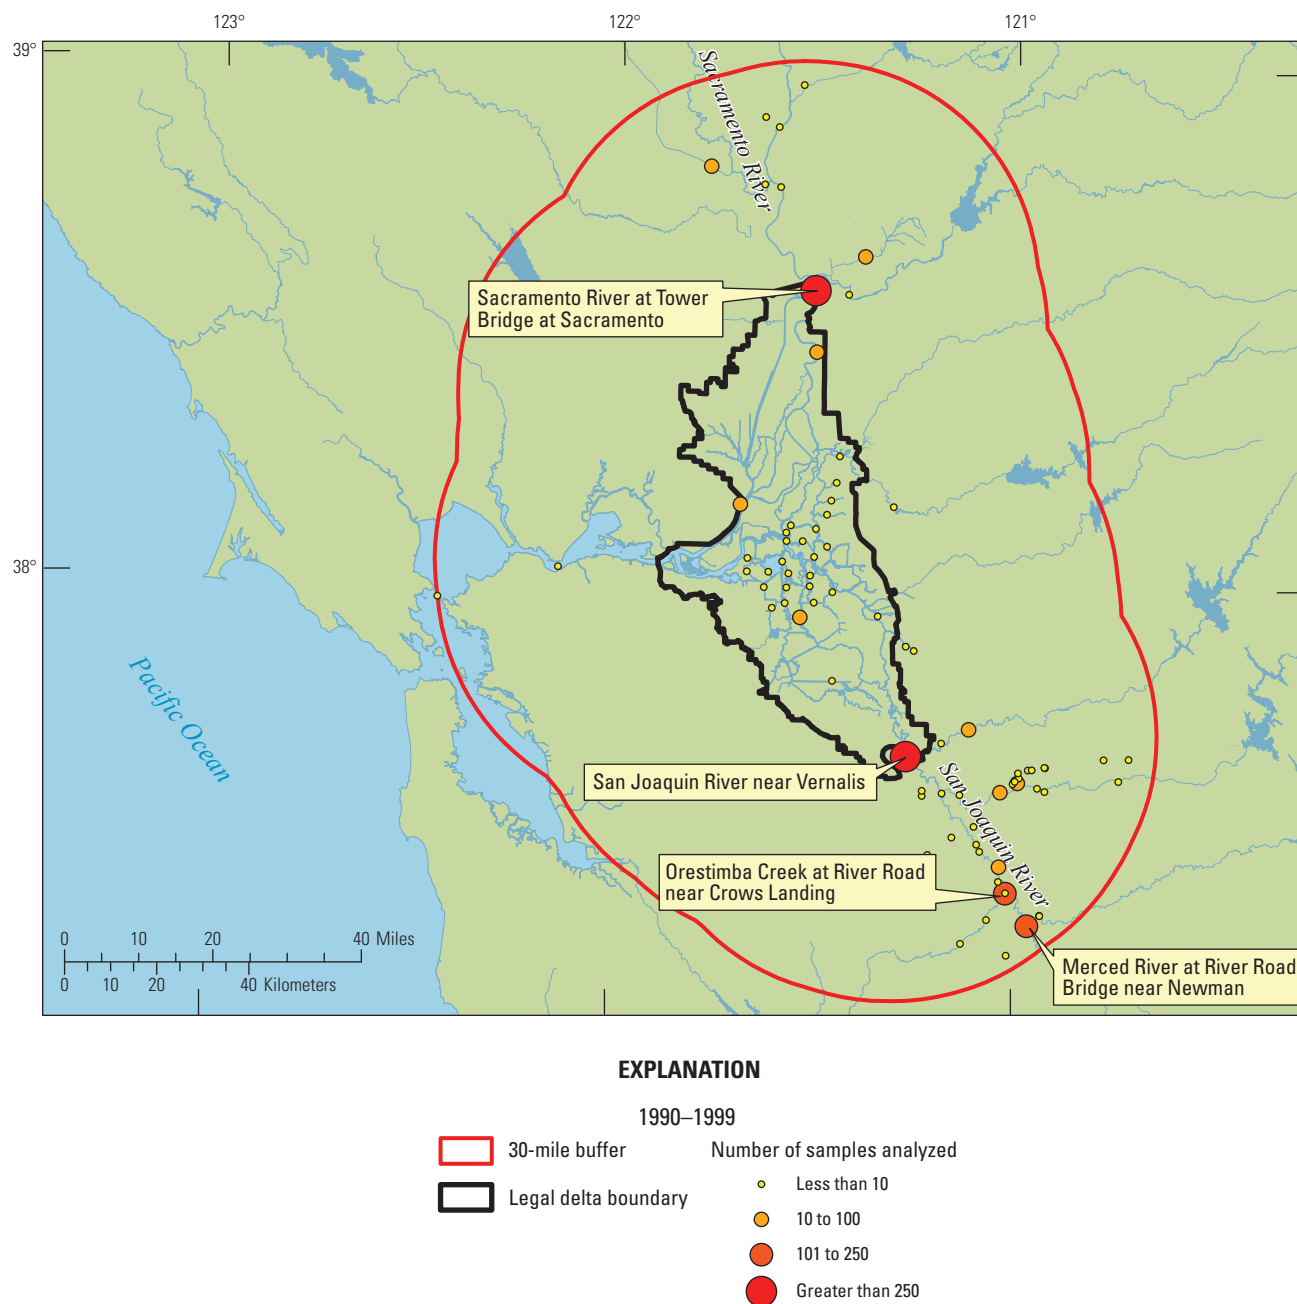 123°
122°
121°
39°
38°
Sacramento River
Sacramento River at Tower
Bridge at Sacramento
Pacific Ocean
San Joaquin River near Vernalis
San Joaquin River
Orestimba Creek at River Road
near Crows Landing
Merced River at River Road
Bridge near Newman
0 10 20 40 Miles
0 10 20 40 Kilometers
EXPLANATION
1990–1999
30-mile buffer
Legal delta boundary
Number of samples analyzed
Less than 10
10 to 100
101 to 250
Greater than 250